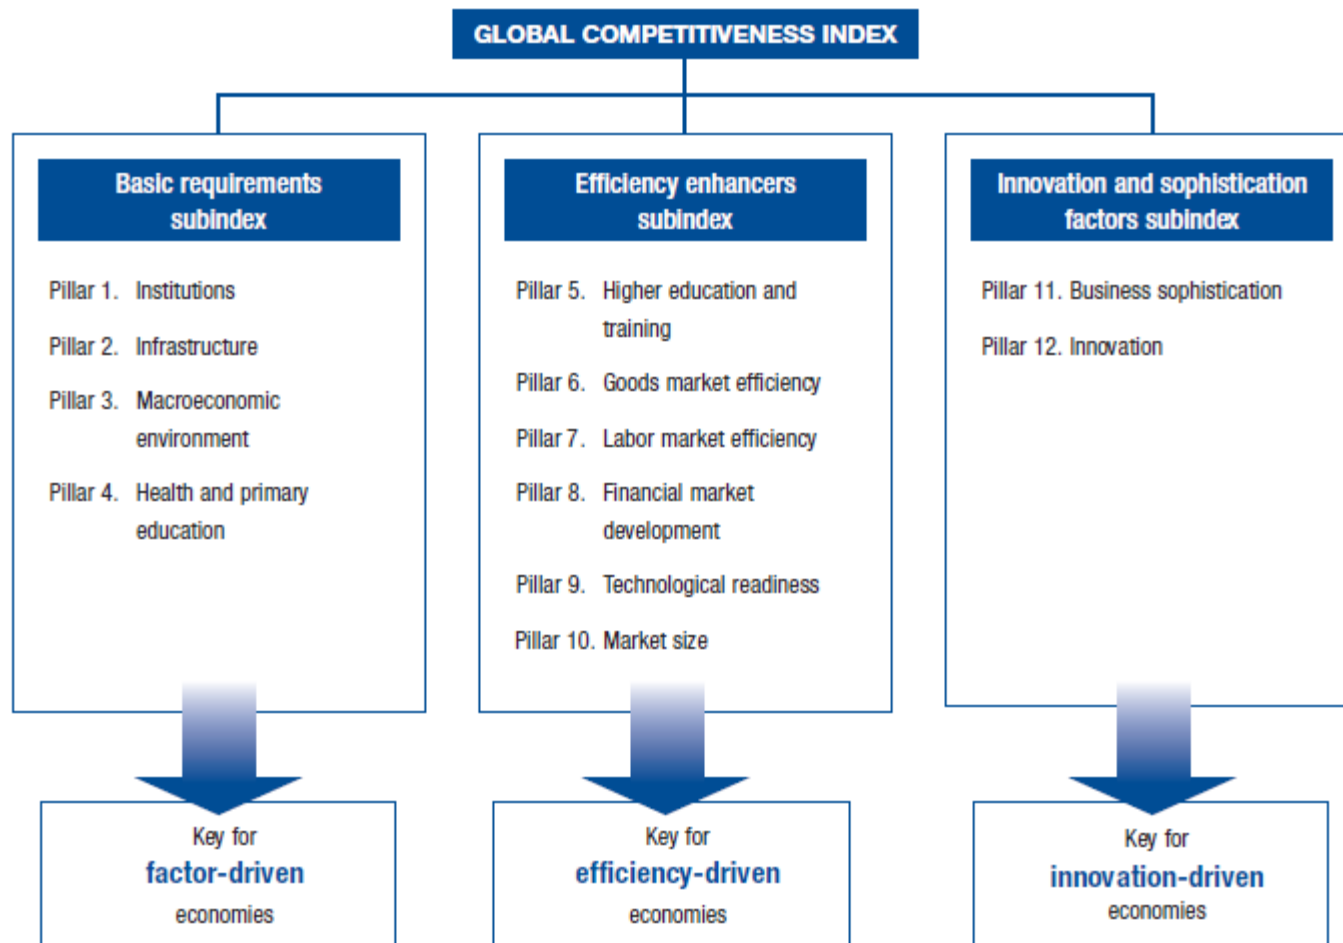 GLOBAL COMPETITIVENESS INDEX
Basic requirements
subindex
Pillar 1. Institutions
Pillar 2. Infrastructure
Pillar 3. Macroeconomic
environment
Pillar 4. Health and primary
education
Key for
factor-driven
economies
Efficiency enhancers
subindex
Pillar 5. Higher education and
training
Pillar 6. Goods market efficiency
Pillar 7. Labor market efficiency
Pillar 8. Financial market
development
Pillar 9. Technological readiness
Pillar 10. Market size
Key for
efficiency-driven
economies
Innovation and sophistication
factors subindex
Pillar 11. Business sophistication
Pillar 12. Innovation
Key for
innovation-driven
economies